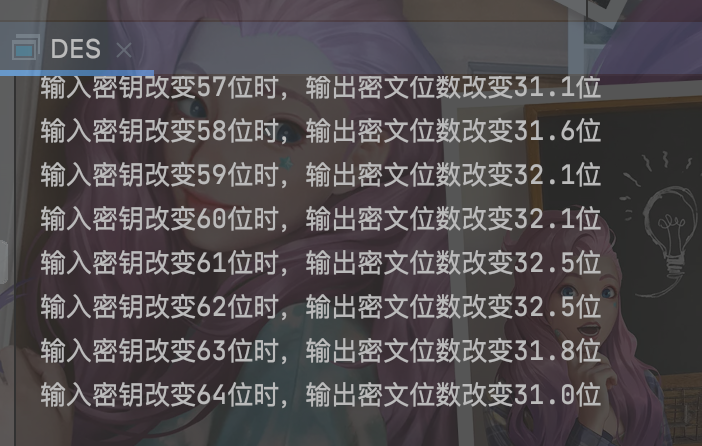 DES
输入密钥改变57位时，输出密文位数改变31.1位
输入密钥改变58位时，输出密文位数改变31.6位
输入密钥改变59位时，输出密文位数改变32.1位
输入密钥改变60位时，输出密文位数改变32.1位
输入密钥改变61位时，输出密文位数改变32.5位
输入密钥改变62位时，输出密文位数改变32.5位
输入密钥改变63位时，输出密文位数改变31.8位
输入密钥改变64位时，输出密文位数改变31.0位